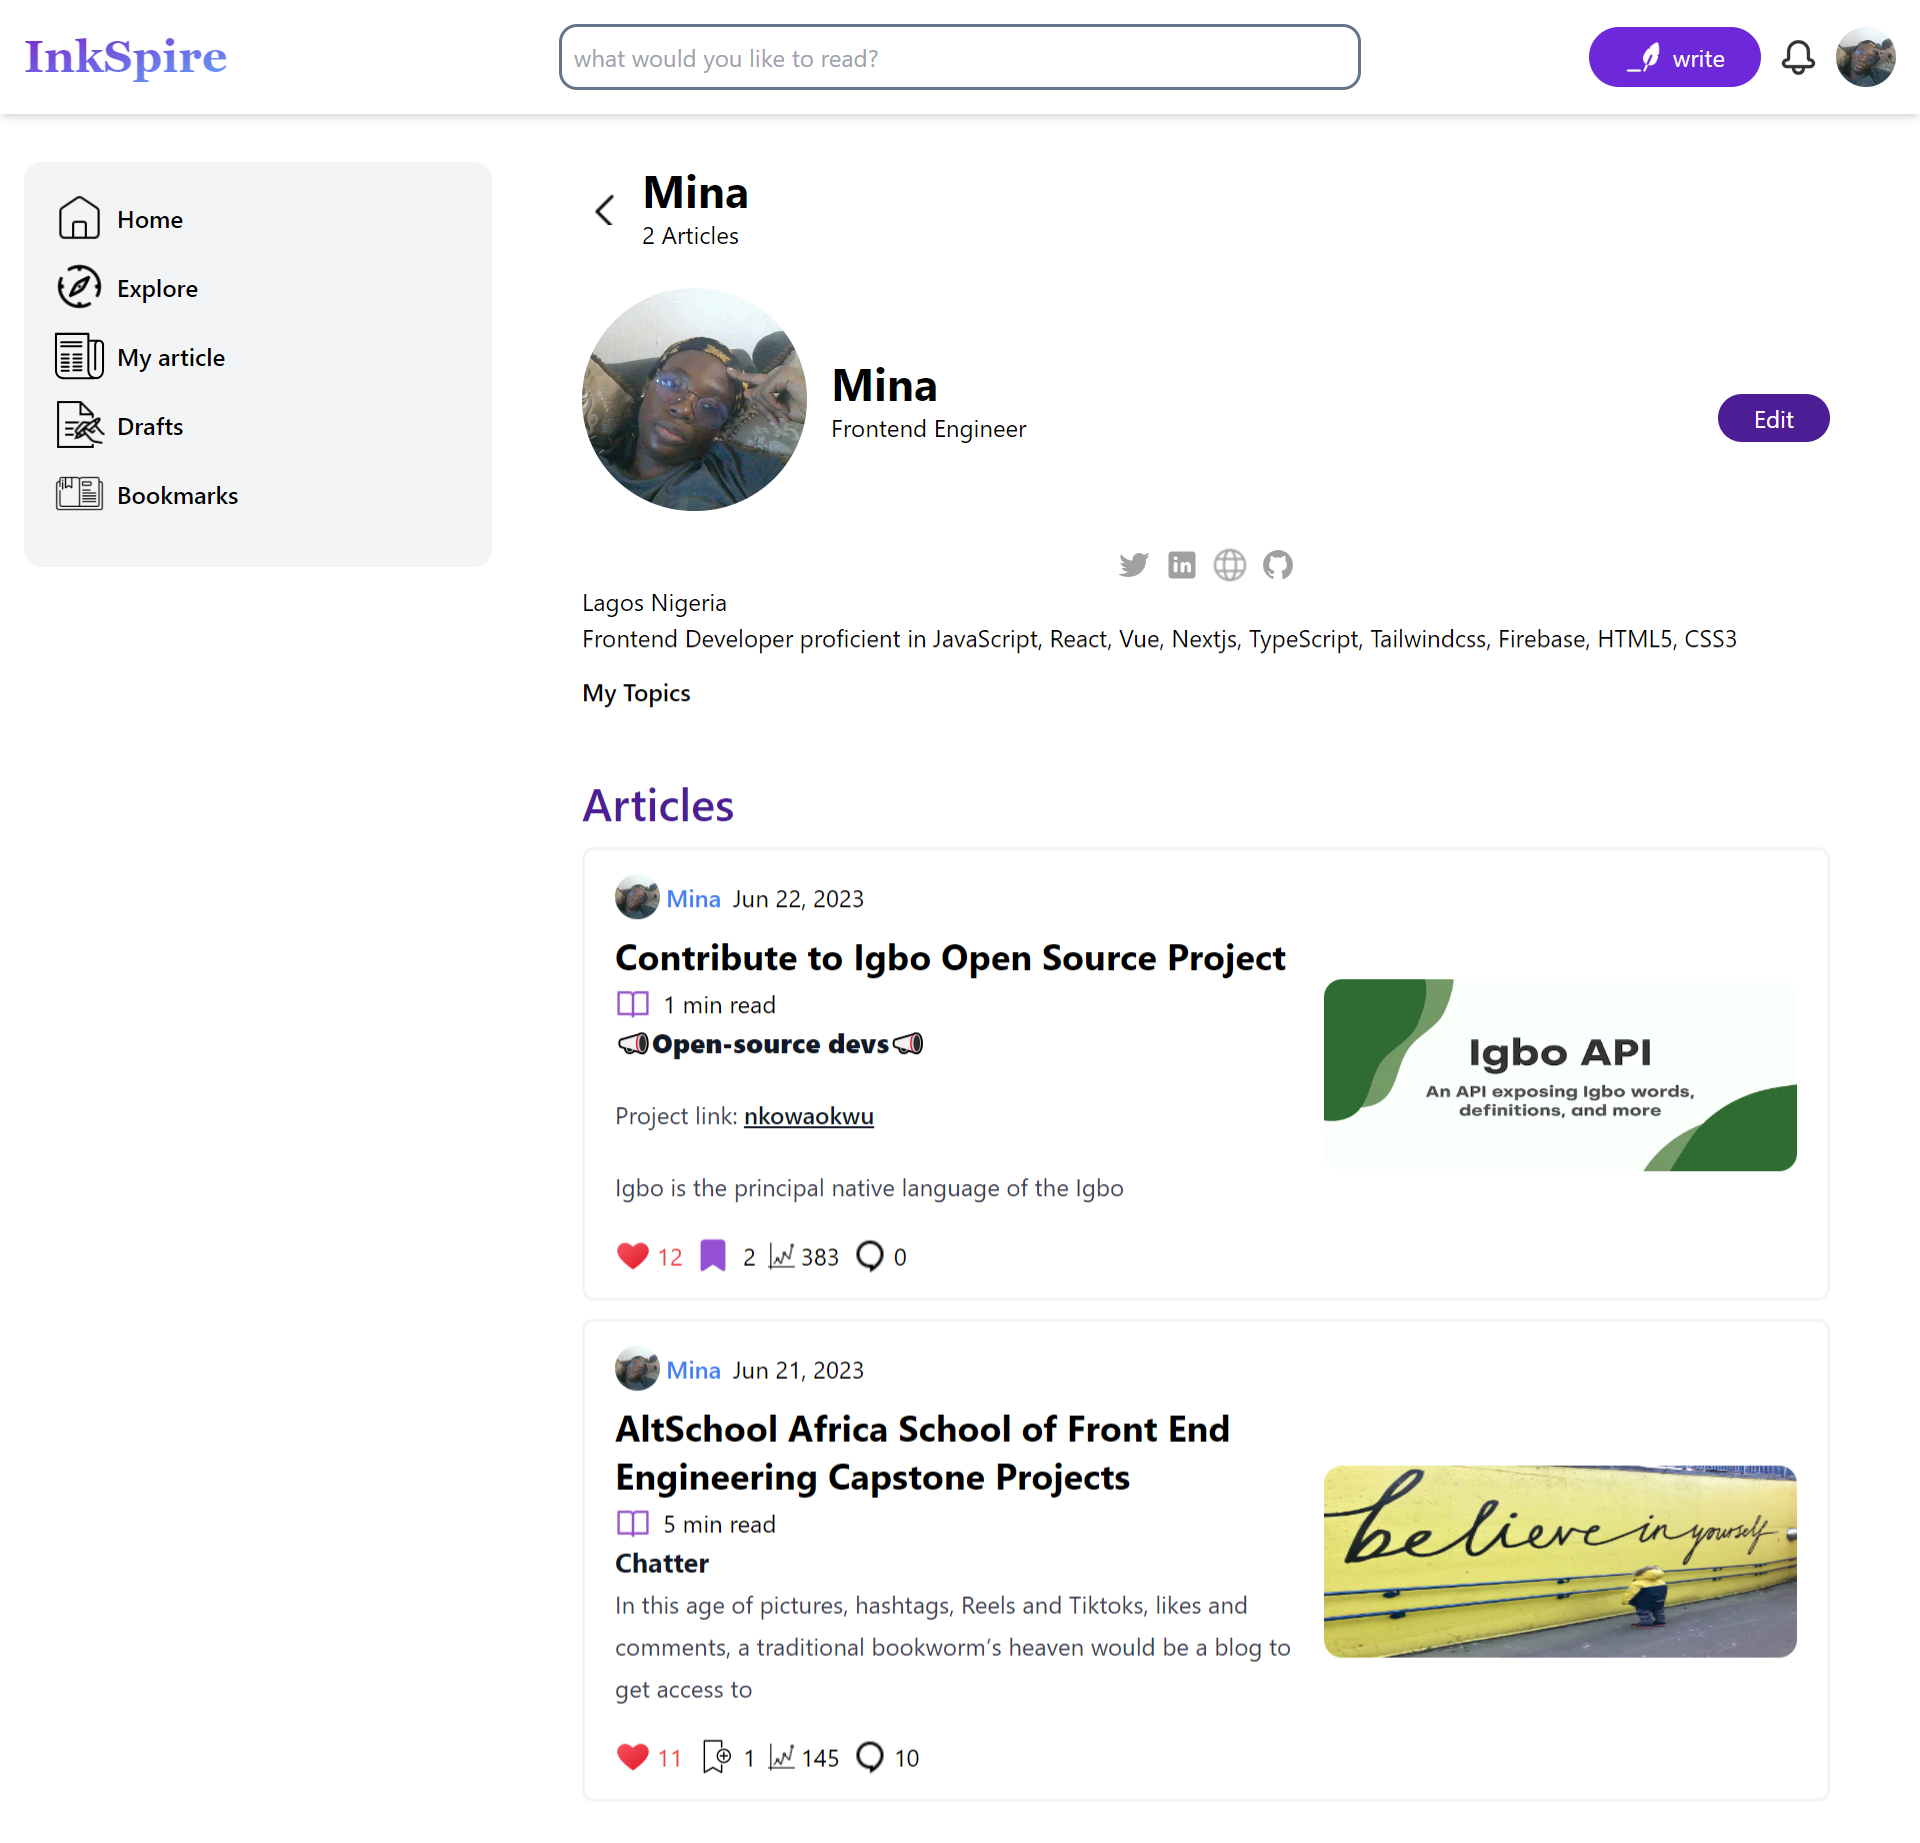 InkSpire
what would you like to read?
write
Home
Explore
My article
Drafts
Bookmarks
Mina
2 Articles
Mina
Frontend Engineer
Edit
Lagos Nigeria
Frontend Developer proficient in JavaScript, React, Vue, Nextjs, TypeScript, Tailwindcss, Firebase, HTML5, CSS3
My Topics
Articles
Mina Jun 22, 2023
Contribute to Igbo Open Source Project
1 min read
📣Open-source devs📣
Project link: nkowaokwu
Igbo is the principal native language of the Igbo
12 2 383 0
Igbo API
An API exposing Igbo words,
definitions, and more
Mina Jun 21, 2023
AltSchool Africa School of Front End
Engineering Capstone Projects
5 min read
Chatter
In this age of pictures, hashtags, Reels and Tiktoks, likes and
comments, a traditional bookworm’s heaven would be a blog to
get access to
11 1 145 10
believe in yourself